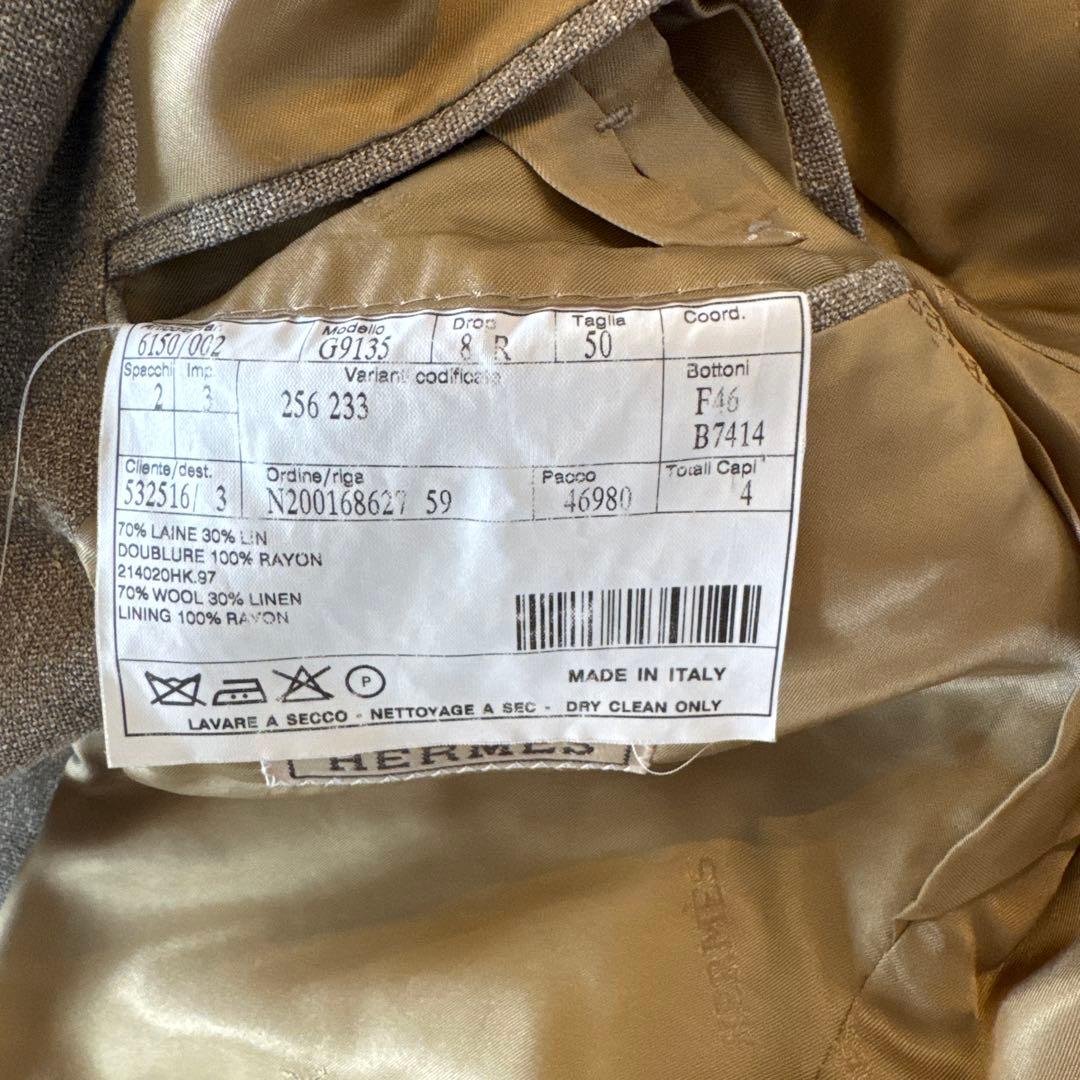 Modello Drop Taglia Coord.
6150/002 G9135 8 R 50
Spacchi Imp. Varianti codificate Bottoni
2 3 256 233 F46
B7414
Cliente/dest. Ordine/riga Pacco Totali Capi
532516/ 3 N200168627 59 46980 4
70% LAINE 30% LIN
DOUBLURE 100% RAYON
214020HK.97
70% WOOL 30% LINEN
LINING 100% RAYON
P
MADE IN ITALY
LAVARE A SECCO - NETTOYAGE A SEC - DRY CLEAN ONLY
HERMES
HERMES